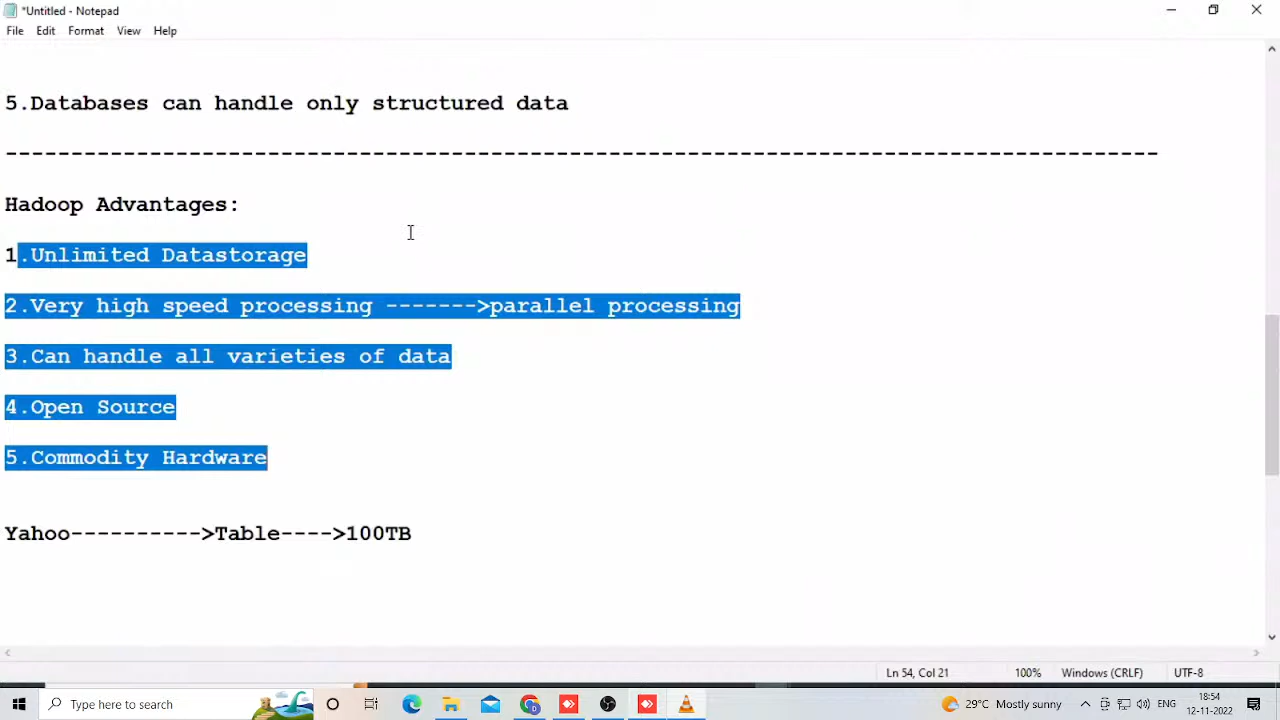 *Untitled - Notepad
File Edit Format View Help
5.Databases can handle only structured data
----------------------------------------------------------------------------------------
Hadoop Advantages:
1.Unlimited Datastorage
2.Very high speed processing ------->parallel processing
3.Can handle all varieties of data
4.Open Source
5.Commodity Hardware
Yahoo---------->Table---->100TB
Ln 54, Col 21 100% Windows (CRLF) UTF-8
Type here to search 29°C Mostly sunny ENG 18:54
12-11-2022